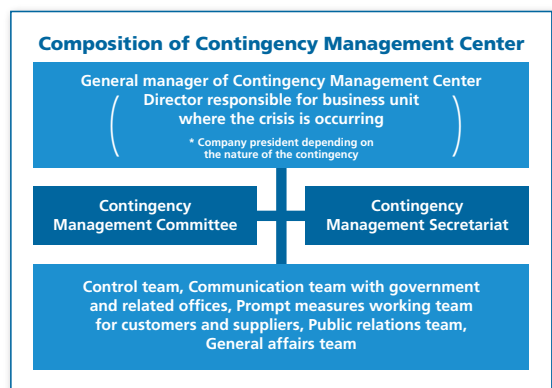 Composition of Contingency Management Center
General manager of Contingency Management Center
Director responsible for business unit
where the crisis is occurring
* Company president depending on
the nature of the contingency
Contingency
Management Committee
Contingency
Management Secretariat
Control team, Communication team with government
and related offices, Prompt measures working team
for customers and suppliers, Public relations team,
General affairs team